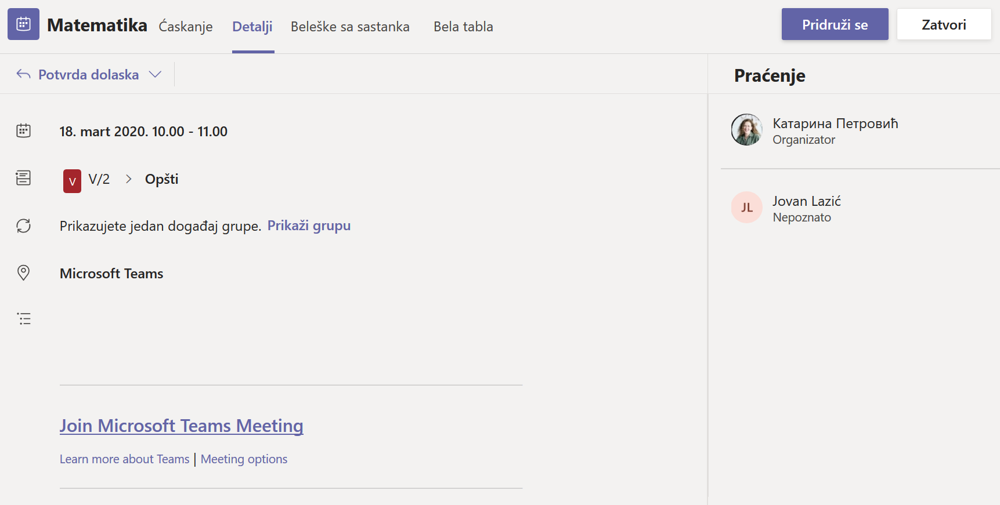 Matematika Ćaskanje Detalji Beleške sa sastanka Bela tabla Pridruži se Zatvori
Potvrda dolaska
Praćenje
18. mart 2020. 10.00 - 11.00
V V/2 > Opšti
Prikazujete jedan događaj grupe. Prikaži grupu
Microsoft Teams
Join Microsoft Teams Meeting
Learn more about Teams | Meeting options
Катарина Петровић
Organizator
JL Jovan Lazić
Nepoznato